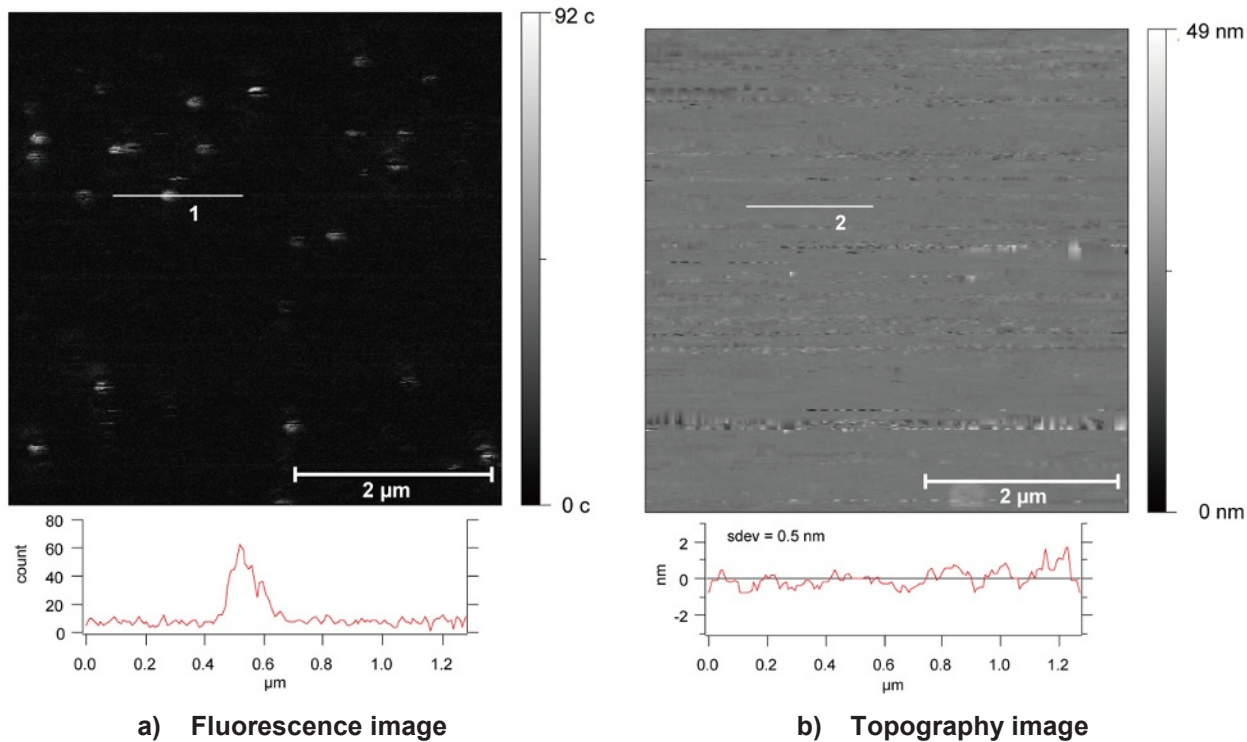 92 c
1
2 µm
0 c
80
60
40
20
0
count
0.0 0.2 0.4 0.6 0.8 1.0 1.2
µm
a) Fluorescence image
49 nm
2
2 µm
0 nm
sdev = 0.5 nm
2
0
-2
nm
0.0 0.2 0.4 0.6 0.8 1.0 1.2
µm
b) Topography image